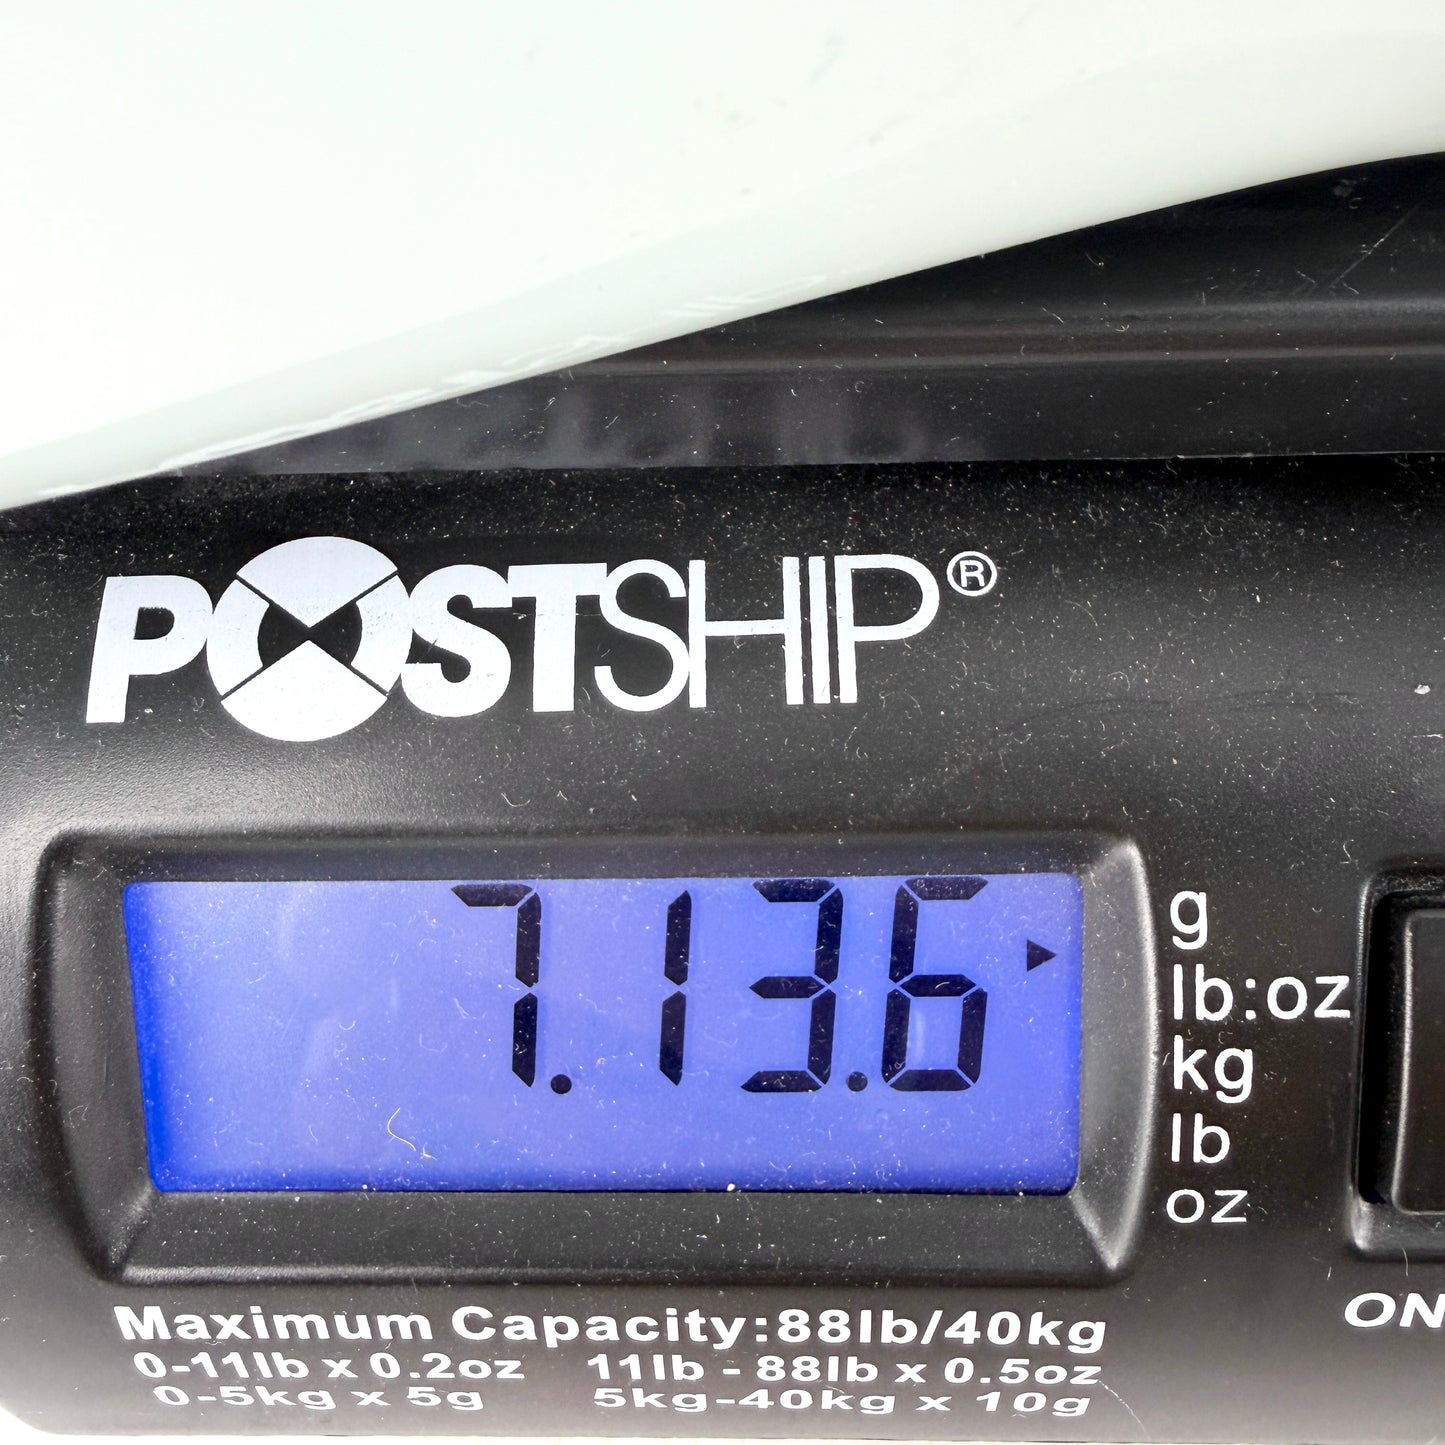 POSTSHIP®
7.13.6
g
lb:oz
kg
lb
oz
ON
Maximum Capacity:88lb/40kg
0-11lb x 0.2oz 11lb - 88lb x 0.5oz
0-5kg x 5g 5kg-40kg x 10g